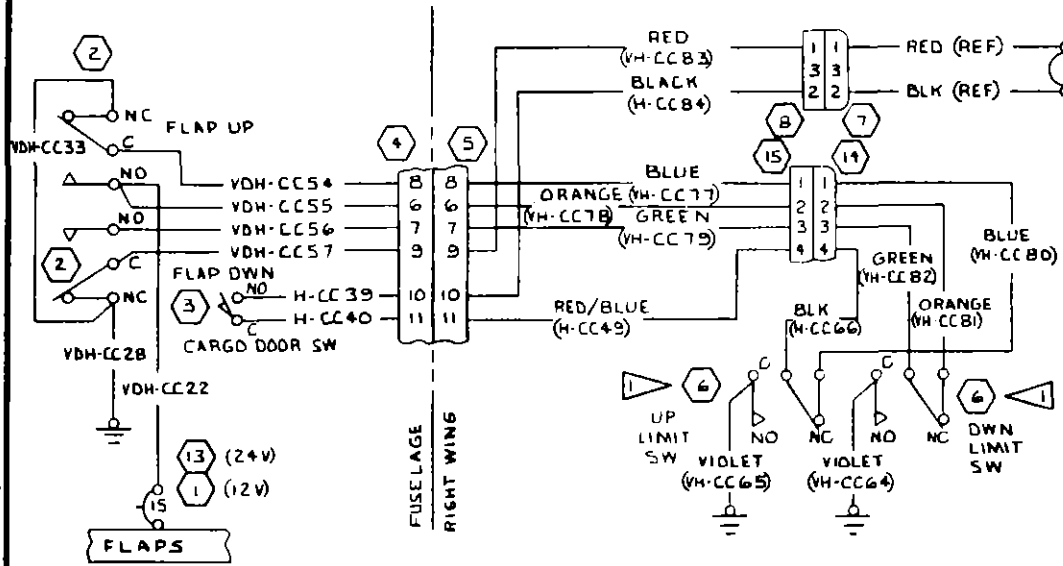 RED
(VH-CC83)
BLACK
(H-CC84)
1 1
3 3
2 2
RED (REF)
BLK (REF)
8 7
2
NC
FLAP UP
VDH-CC33
C
NO
NO
C
2
FLAP DWN
NC
NO
3
C
CARGO DOOR SW
VDH-CC54
VDH-CC55
VDH-CC56
VDH-CC57
H-CC39
H-CC40
4 5
8 8
6 6
7 7
9 9
10 10
11 11
BLUE
(VH-CC77)
ORANGE
(VH-CC78)
GREEN
(VH-CC79)
RED/BLUE
(H-CC49)
15 14
1 1
2 2
3 3
4 4
BLUE
(VH-CC80)
GREEN
(VH-CC82)
ORANGE
(VH-CC81)
BLK
(H-CC66)
1 6
UP
LIMIT
SW
C
NO
NC
C
NO
NC
6 1
DWN
LIMIT
SW
VIOLET
(VH-CC65)
VIOLET
(VH-CC64)
VDH-CC28
VDH-CC22
13 (24V)
1 (12V)
15
FLAPS
FUSELAGE
RIGHT WING